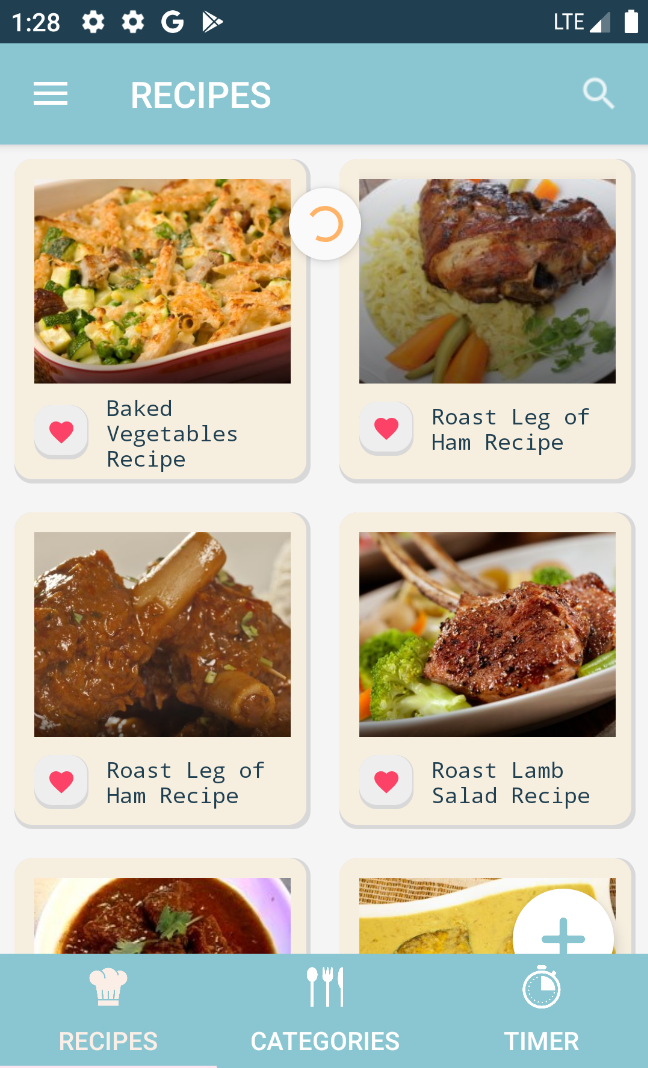 1:28
G
LTE
RECIPES
Baked
Vegetables
Recipe
Roast Leg of
Ham Recipe
Roast Leg of
Ham Recipe
Roast Lamb
Salad Recipe
RECIPES
CATEGORIES
TIMER